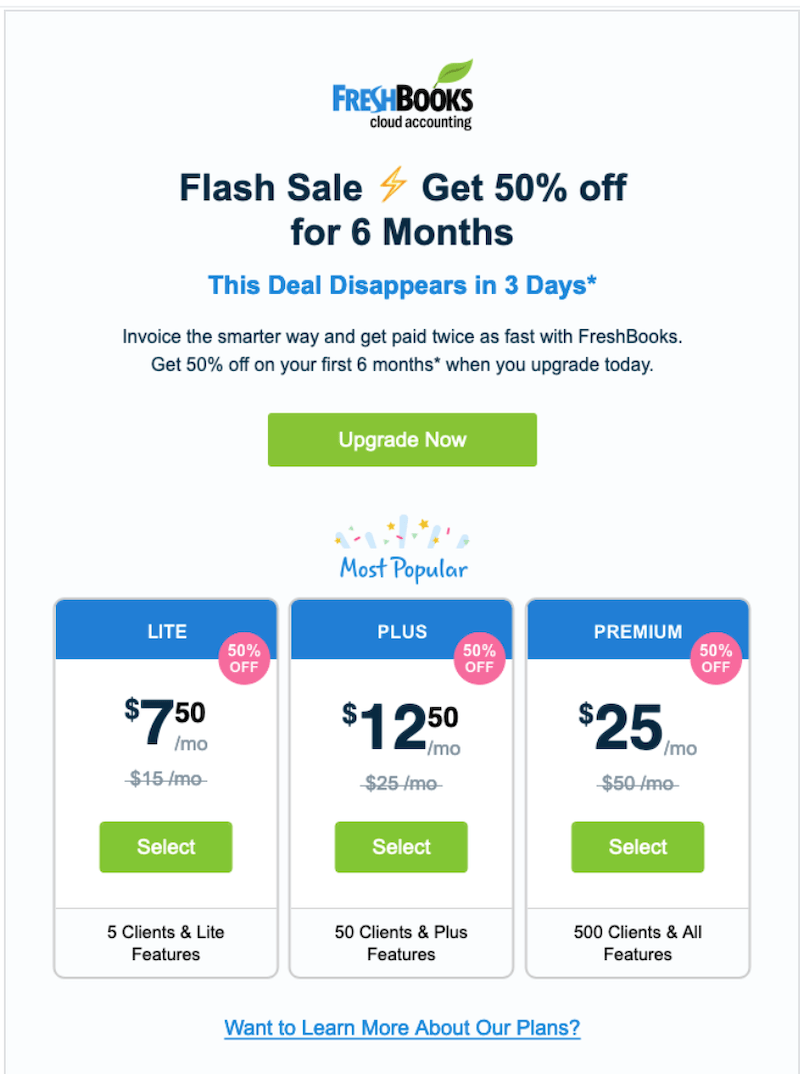 FRESHBOOKS
cloud accounting
Flash Sale ⚡ Get 50% off
for 6 Months
This Deal Disappears in 3 Days*
Invoice the smarter way and get paid twice as fast with FreshBooks.
Get 50% off on your first 6 months* when you upgrade today.
Upgrade Now
Most Popular
LITE
50%
OFF
$750
/mo
$15 /mo
Select
5 Clients & Lite
Features
PLUS
50%
OFF
$1250
/mo
$25 /mo
Select
50 Clients & Plus
Features
PREMIUM
50%
OFF
$25
/mo
$50 /mo
Select
500 Clients & All
Features
Want to Learn More About Our Plans?